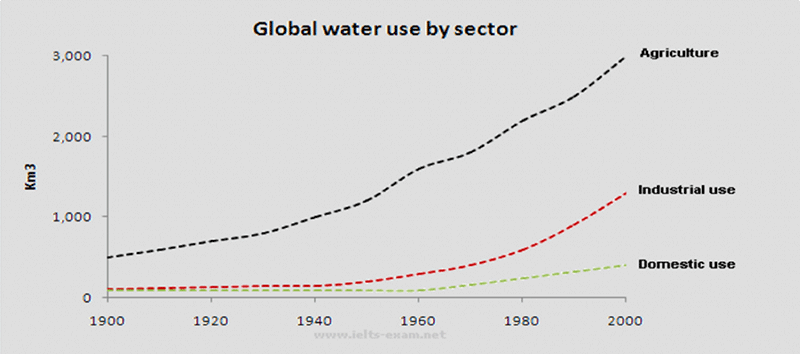 Global water use by sector
3,000
2,000
1,000
0
Km3
Agriculture
Industrial use
Domestic use
1900 1920 1940 1960 1980 2000
www.ielts-exam.net